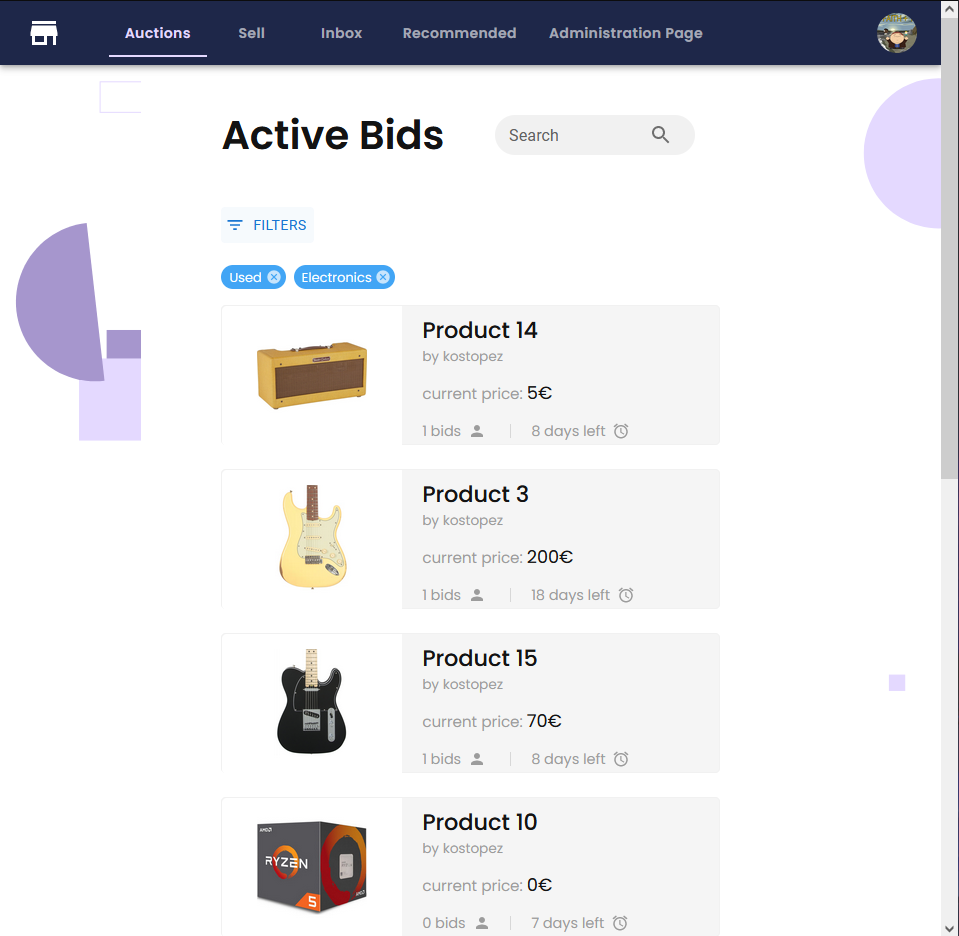 Auctions Sell Inbox Recommended Administration Page
Active Bids
Search
FILTERS
Used
Electronics
Product 14
by kostopez
current price: 5€
1 bids
8 days left
Product 3
by kostopez
current price: 200€
1 bids
18 days left
Product 15
by kostopez
current price: 70€
1 bids
8 days left
AMD
RYZEN
5
AMD
Product 10
by kostopez
current price: 0€
0 bids
7 days left